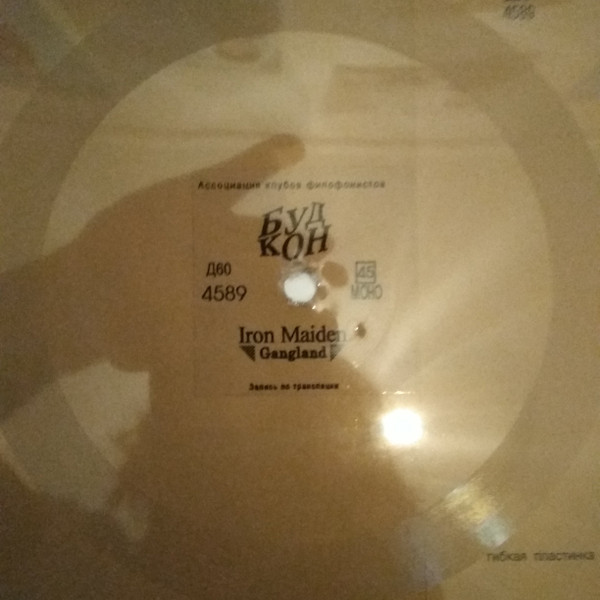 4589
Ассоциация клубов филофонистов
БУД
КОН
Д60
45
4589
МОНО
Iron Maiden
Gangland
Запись по трансляции
гибкая пластинка